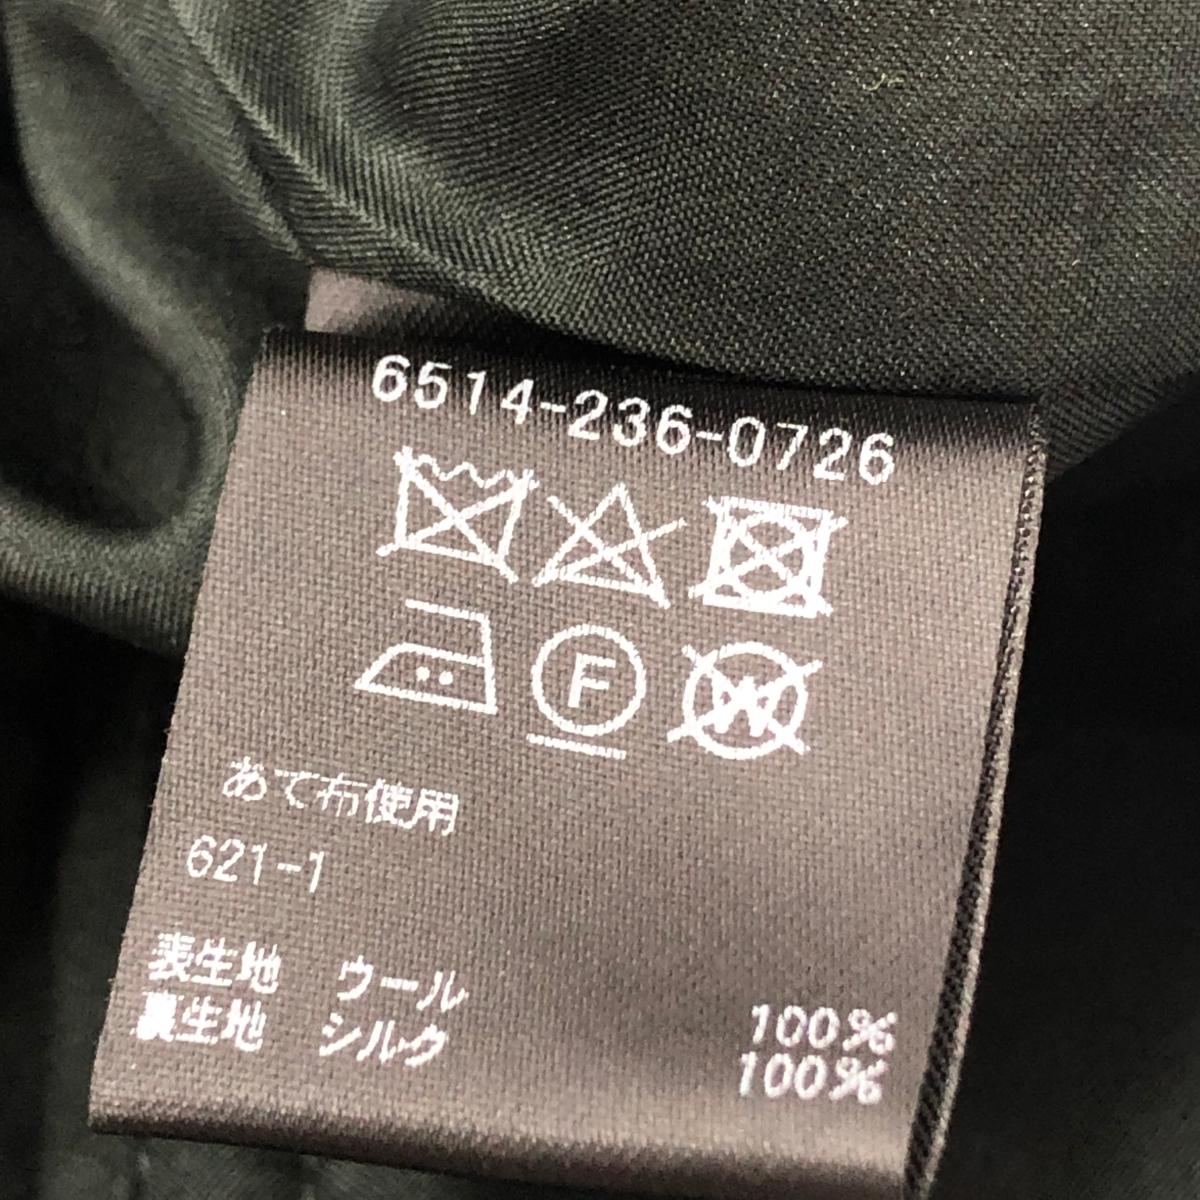 6514-236-0726
F W
あて布使用
621-1
表生地 ウール 100%
裏生地 シルク 100%